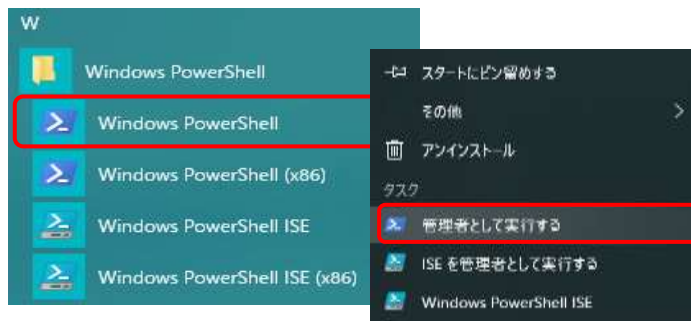 W
Windows PowerShell
Windows PowerShell
Windows PowerShell (x86)
Windows PowerShell ISE
Windows PowerShell ISE (x86)
スタートにピン留めする
その他
アンインストール
タスク
管理者として実行する
ISE を管理者として実行する
Windows PowerShell ISE